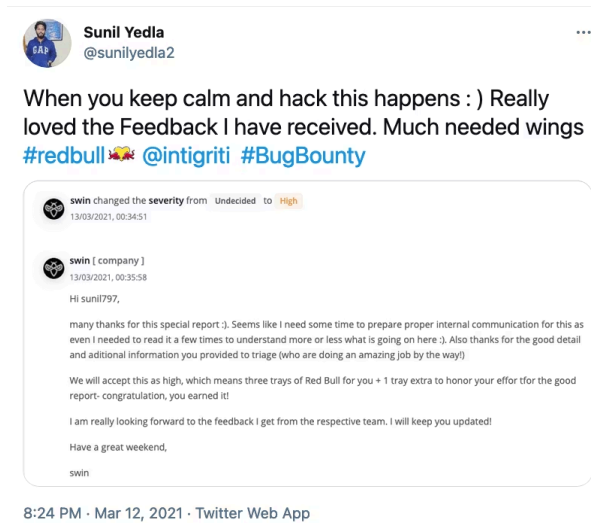 Sunil Yedla
@sunilyedla2
When you keep calm and hack this happens : ) Really
loved the Feedback I have received. Much needed wings
#redbull @intigriti #BugBounty
swin changed the severity from Undecided to High
13/03/2021, 00:34:51
swin [ company ]
13/03/2021, 00:35:58
Hi sunil797,
many thanks for this special report :). Seems like I need some time to prepare proper internal communication for this as
even I needed to read it a few times to understand more or less what is going on here :). Also thanks for the good detail
and aditional information you provided to triage (who are doing an amazing job by the way!)
We will accept this as high, which means three trays of Red Bull for you + 1 tray extra to honor your effor tfor the good
report- congratulation, you earned it!
I am really looking forward to the feedback I get from the respective team. I will keep you updated!
Have a great weekend,
swin
8:24 PM · Mar 12, 2021 · Twitter Web App